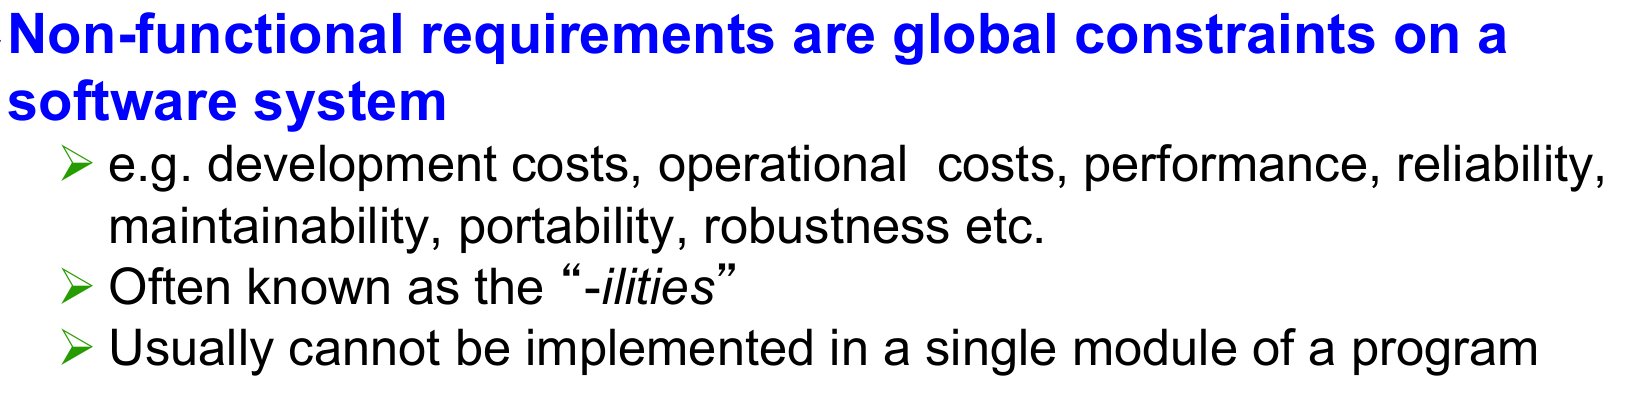 Non-functional requirements are global constraints on a
software system
➢ e.g. development costs, operational  costs, performance, reliability,
maintainability, portability, robustness etc.
➢ Often known as the “-ilities”
➢ Usually cannot be implemented in a single module of a program